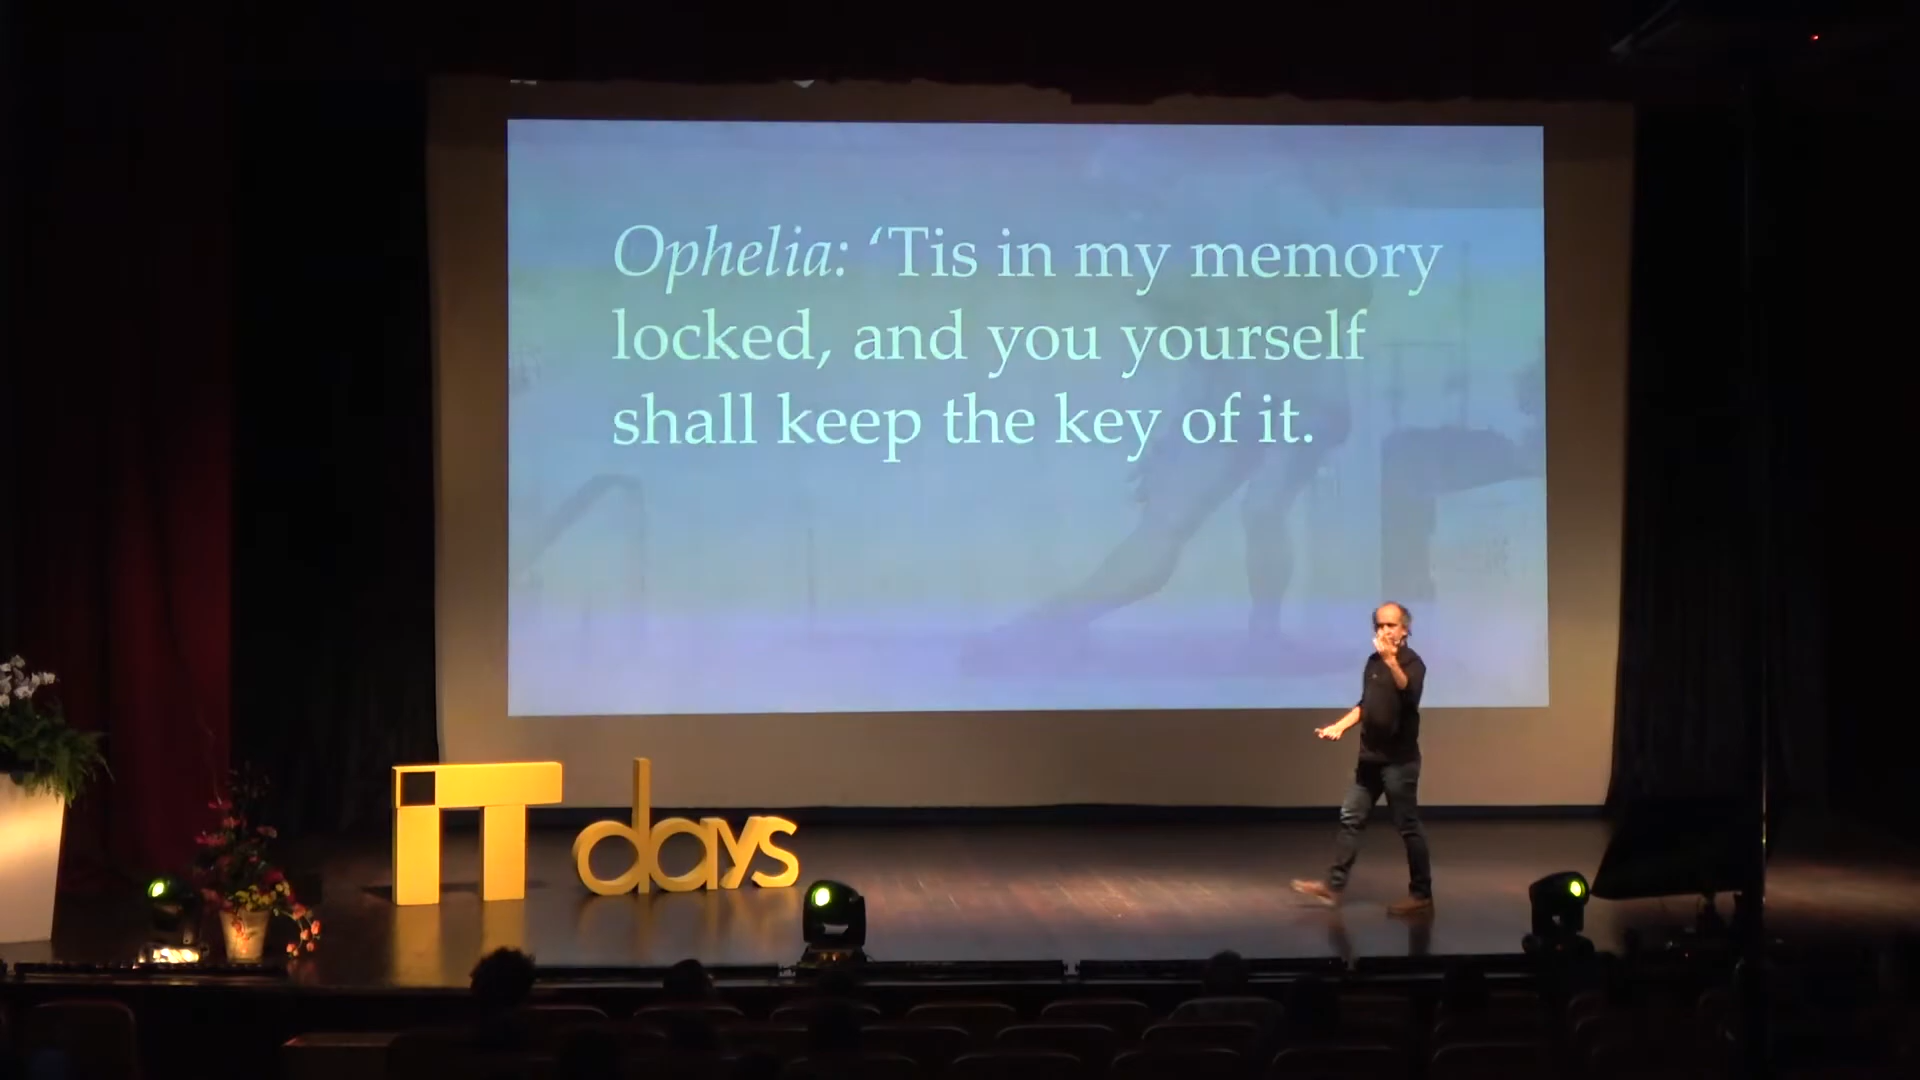 Ophelia: ‘Tis in my memory
locked, and you yourself
shall keep the key of it.
iT days